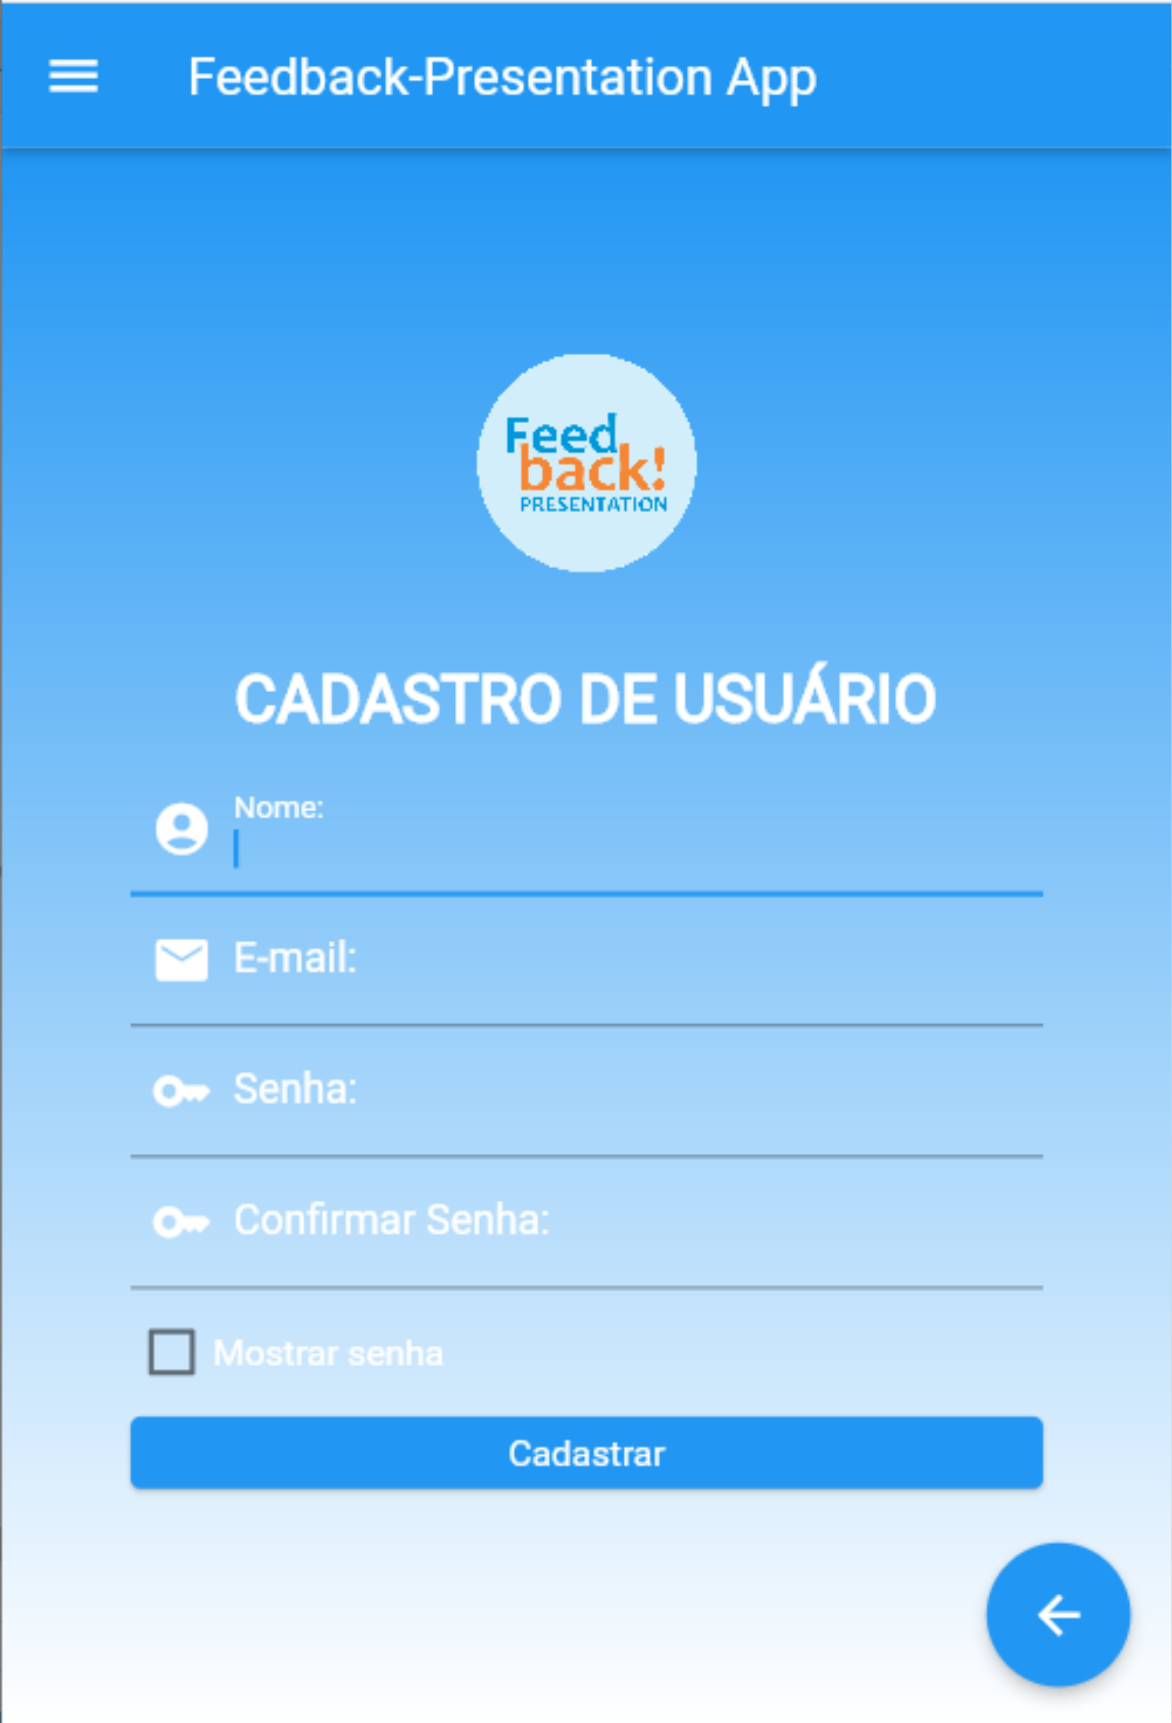 Feedback-Presentation App
Feed
back!
PRESENTATION
CADASTRO DE USUÁRIO
Nome:
E-mail:
Senha:
Confirmar Senha:
Mostrar senha
Cadastrar